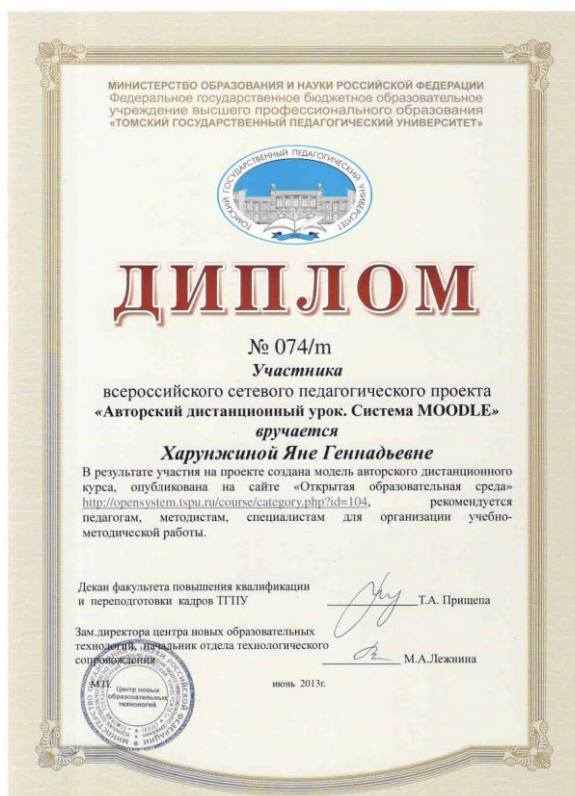 МИНИСТЕРСТВО ОБРАЗОВАНИЯ И НАУКИ РОССИЙСКОЙ ФЕДЕРАЦИИ
Федеральное государственное бюджетное образовательное
учреждение высшего профессионального образования
«ТОМСКИЙ ГОСУДАРСТВЕННЫЙ ПЕДАГОГИЧЕСКИЙ УНИВЕРСИТЕТ»
ТОМСКИЙ ГОСУДАРСТВЕННЫЙ ПЕДАГОГИЧЕСКИЙ УНИВЕРСИТЕТ
ДИПЛОМ
№ 074/m
Участника
всероссийского сетевого педагогического проекта
«Авторский дистанционный урок. Система MOODLE»
вручается
Харунжиной Яне Геннадьевне
В результате участия на проекте создана модель авторского дистанционного
курса, опубликована на сайте «Открытая образовательная среда»
http://opensystem.tspu.ru/course/category.php?id=104, рекомендуется
педагогам, методистам, специалистам для организации учебно-
методической работы.
Декан факультета повышения квалификации
и переподготовки кадров ТГПУ Т.А. Прищепа
Зам.директора центра новых образовательных
технологий, начальник отдела технологического
сопровождения М.А.Лежнина
М.П. июнь 2013г.
Центр новых
образовательных
технологий